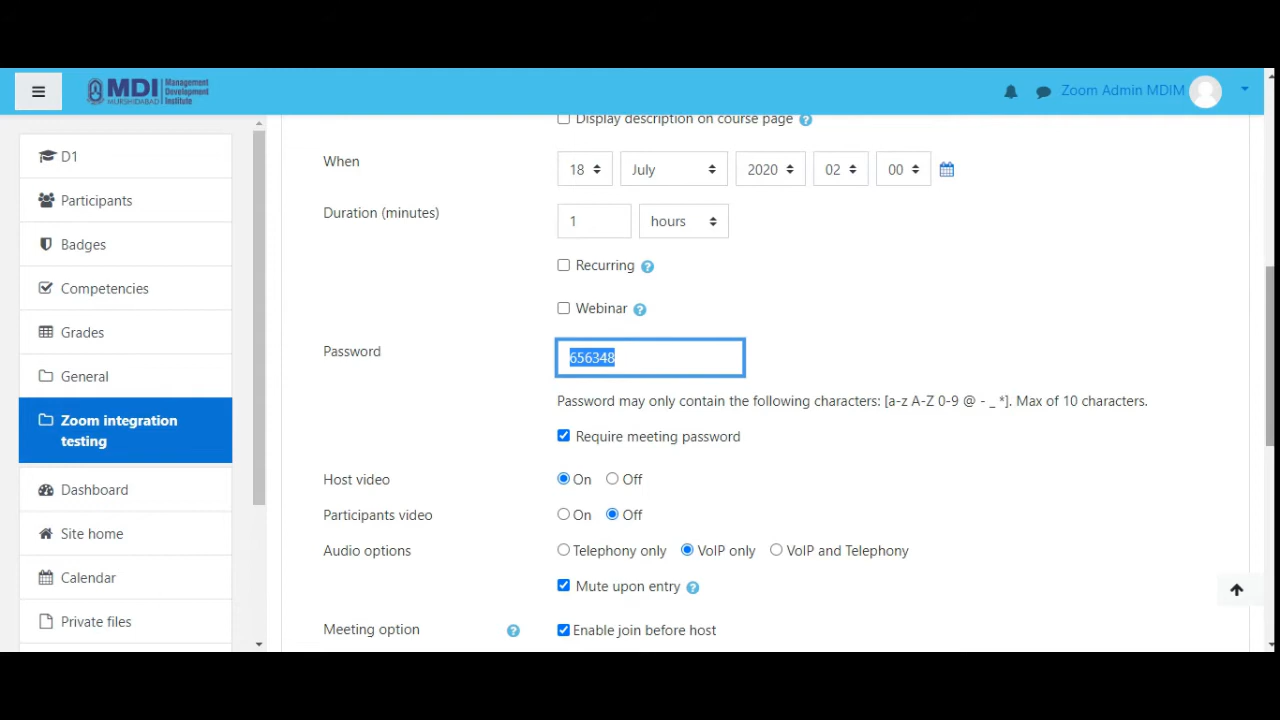 MDI Management Development Institute
MURSHIDABAD
Zoom Admin MDIM
D1
Participants
Badges
Competencies
Grades
General
Zoom integration
testing
Dashboard
Site home
Calendar
Private files
Display description on course page
When
18 July 2020 02 00
Duration (minutes)
1 hours
Recurring
Webinar
Password
656348
Password may only contain the following characters: [a-z A-Z 0-9 @ - _ *]. Max of 10 characters.
Require meeting password
Host video
On Off
Participants video
On Off
Audio options
Telephony only VoIP only VoIP and Telephony
Mute upon entry
Meeting option
Enable join before host